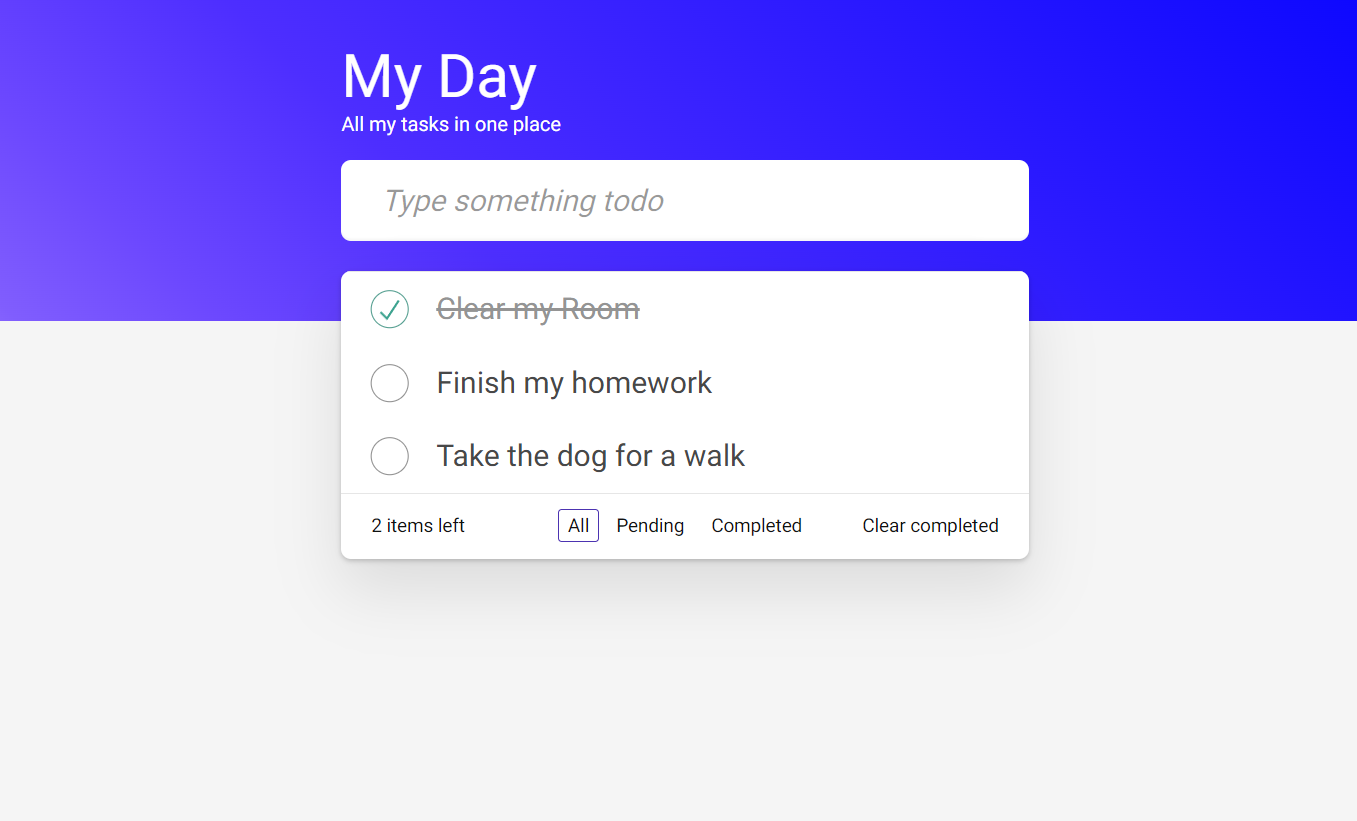 My Day
All my tasks in one place
Type something todo
Clear my Room
Finish my homework
Take the dog for a walk
2 items left All Pending Completed Clear completed